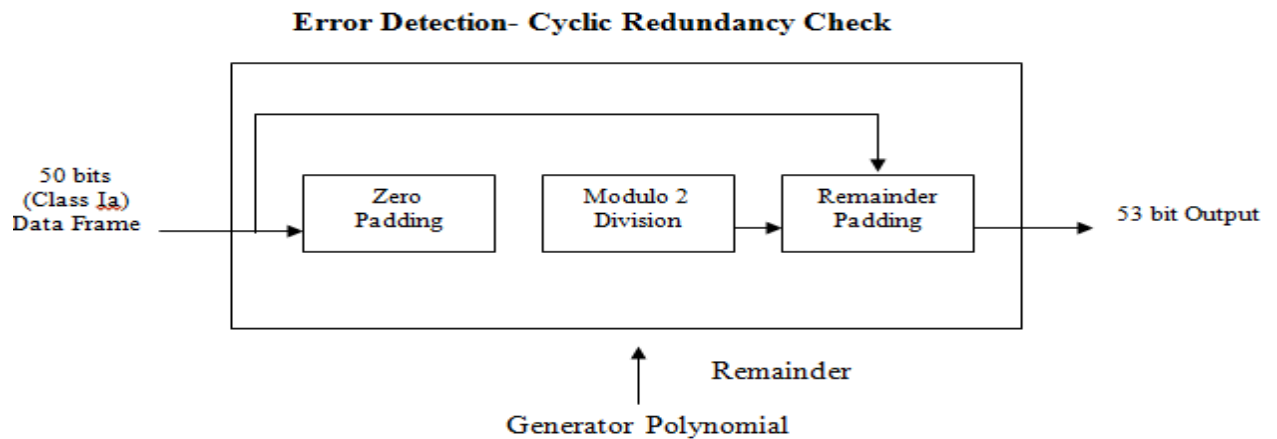 Error Detection- Cyclic Redundancy Check
50 bits
(Class Ia)
Data Frame
Zero
Padding
Modulo 2
Division
Remainder
Padding
53 bit Output
Remainder
Generator Polynomial